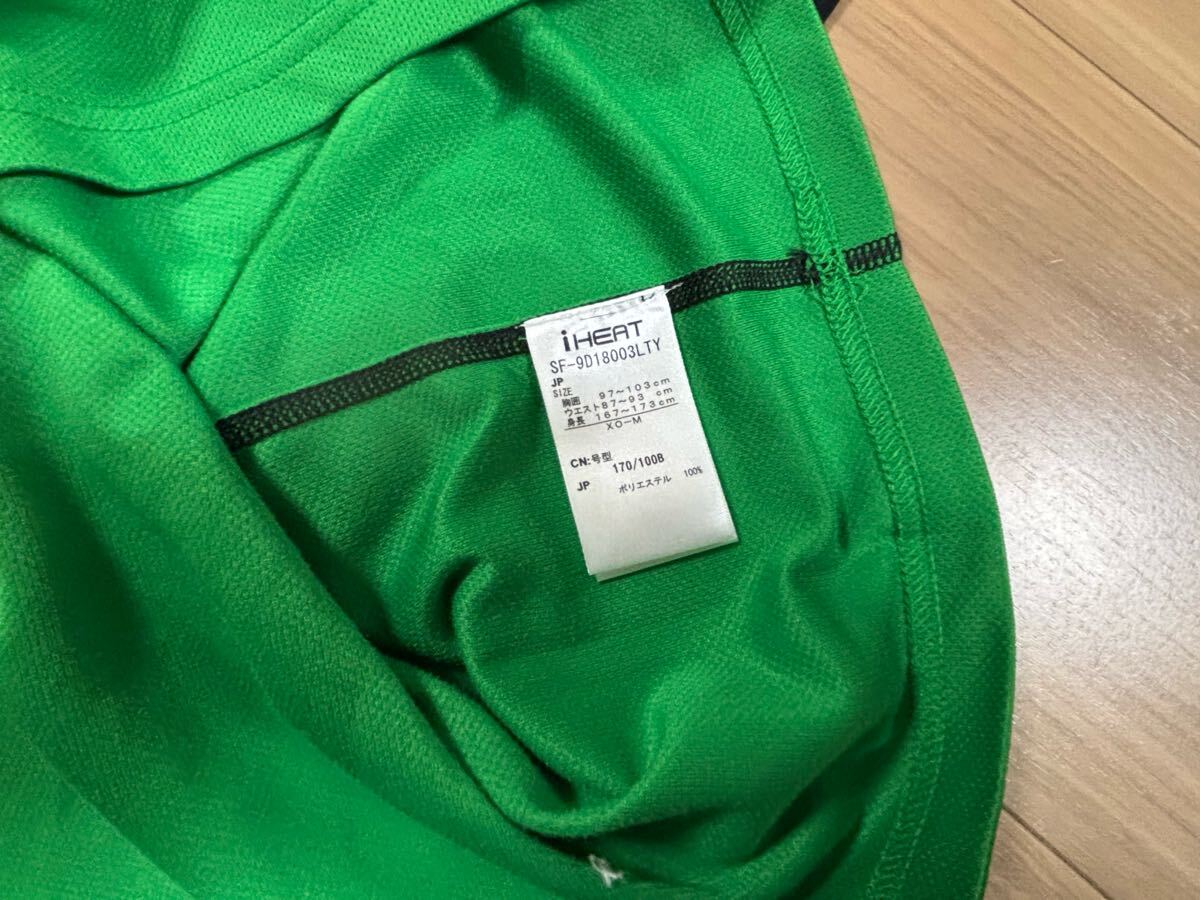 iHEAT
SF-9D18003LTY
JP
SIZE
胸囲 97～103cm
ウエスト87～93 cm
身長 167～173cm
XO-M
CN:号型 170/100B
JP ポリエステル 100%